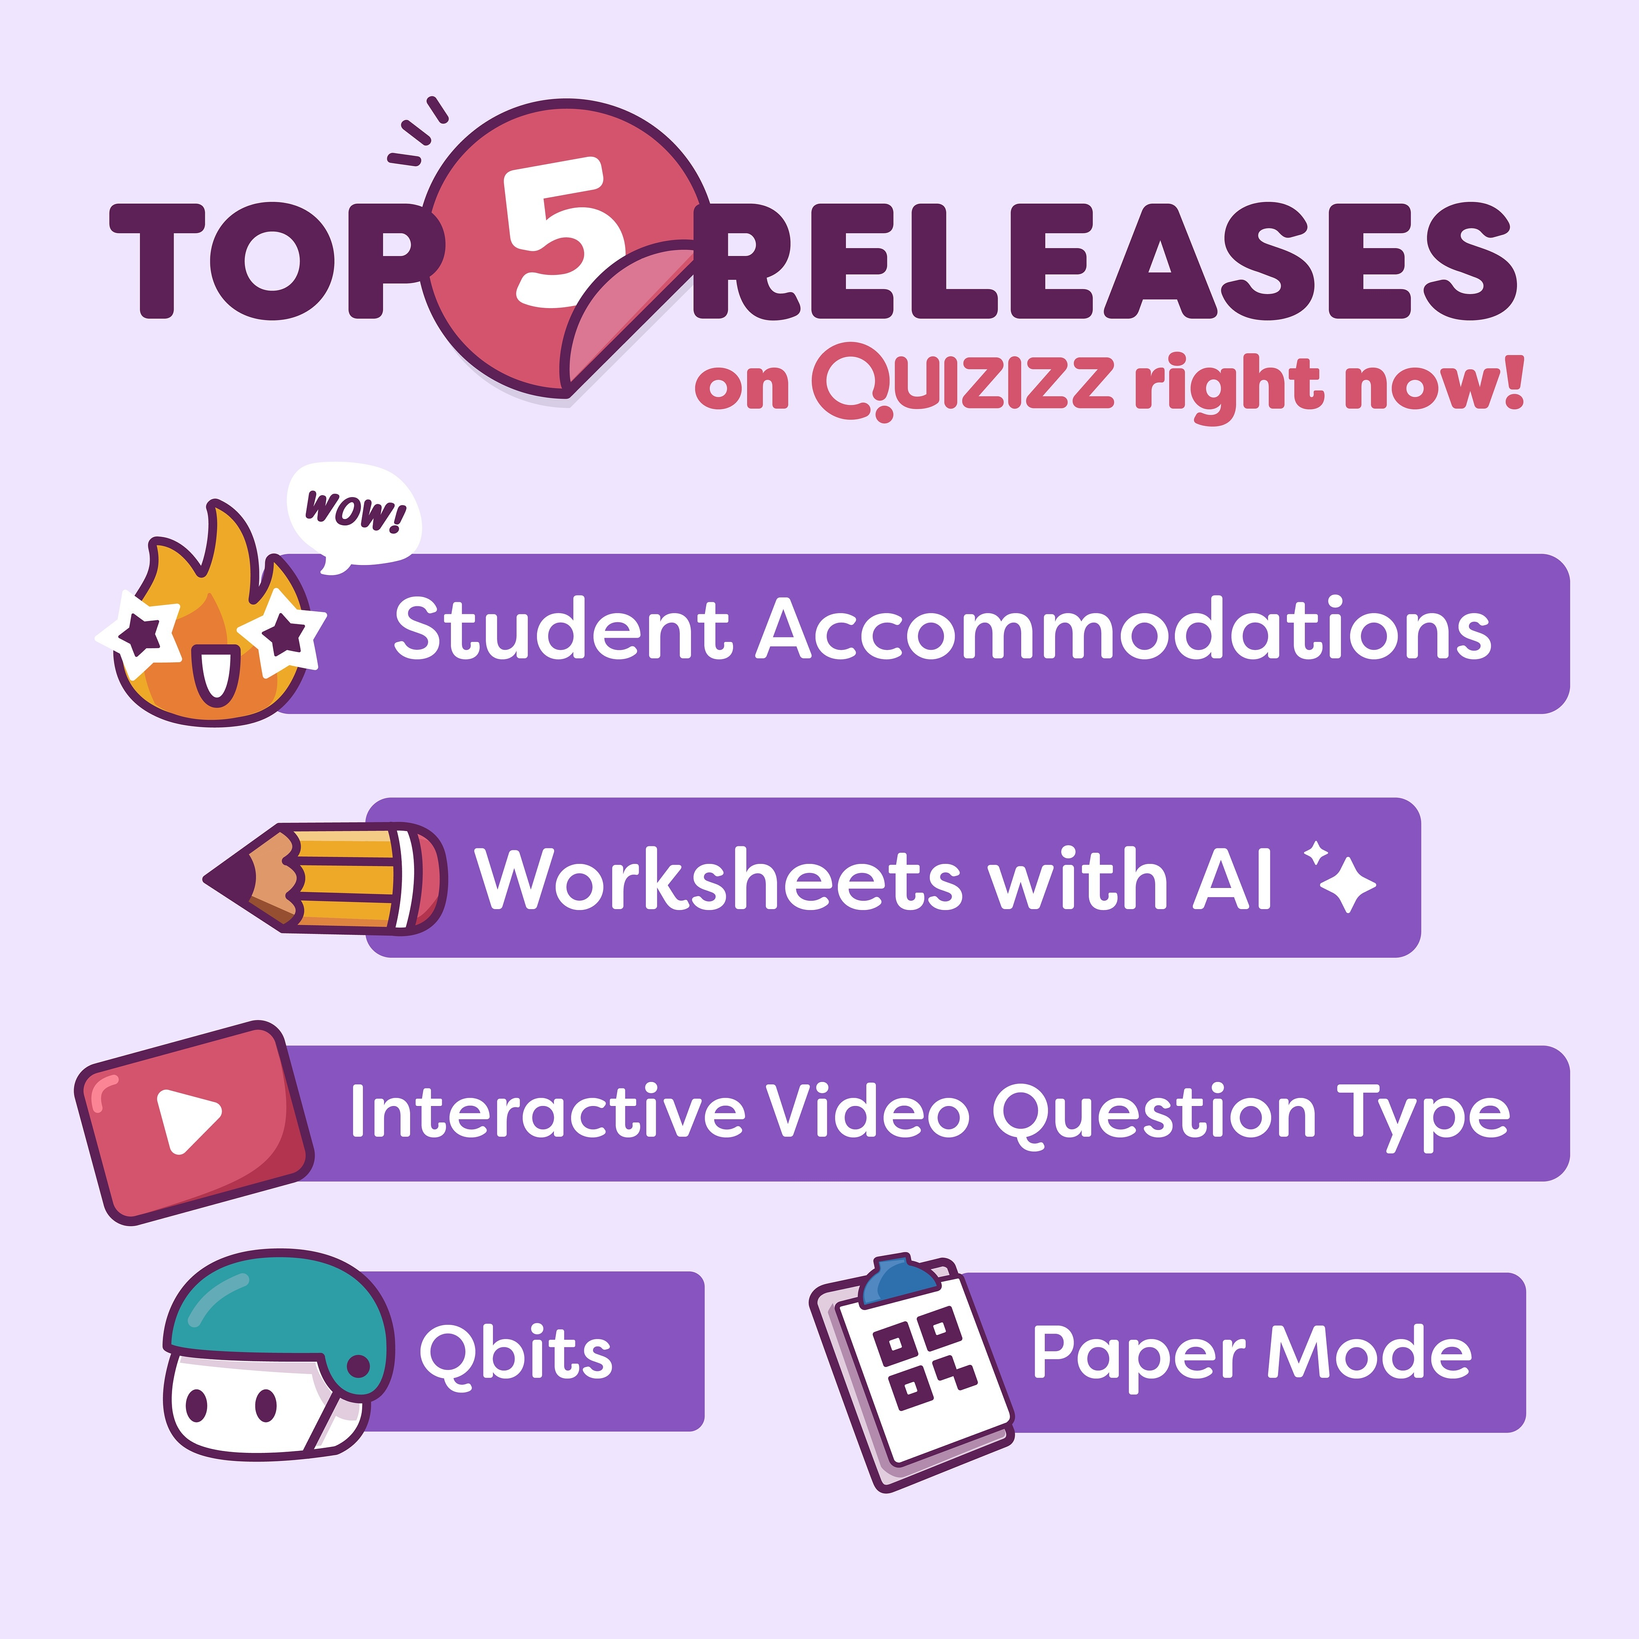 TOP 5 RELEASES
on QUIZIZZ right now!
WOW!
Student Accommodations
Worksheets with AI
Interactive Video Question Type
Qbits
Paper Mode